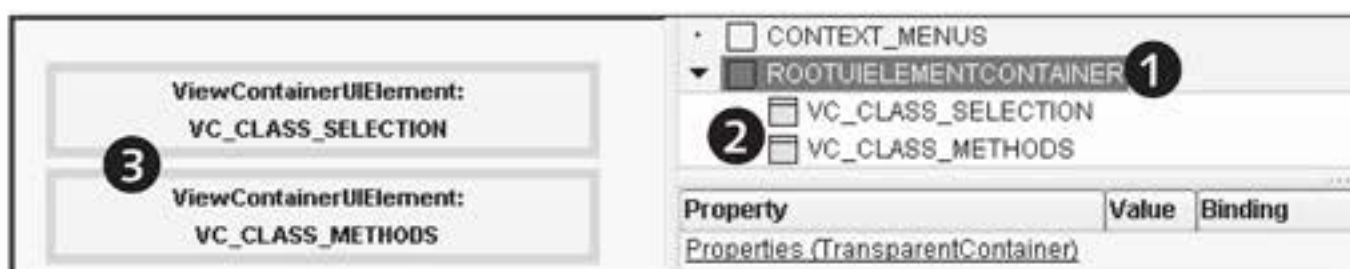 ViewContainerUIElement:
VC_CLASS_SELECTION
3
ViewContainerUIElement:
VC_CLASS_METHODS
CONTEXT_MENUS
ROOTUIELEMENTCONTAINER 1
VC_CLASS_SELECTION
2
VC_CLASS_METHODS
Property Value Binding
Properties (TransparentContainer)